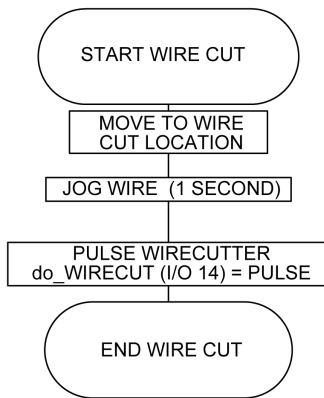 START WIRE CUT
MOVE TO WIRE
CUT LOCATION
JOG WIRE (1 SECOND)
PULSE WIRECUTTER
do_WIRECUT (I/O 14) = PULSE
END WIRE CUT